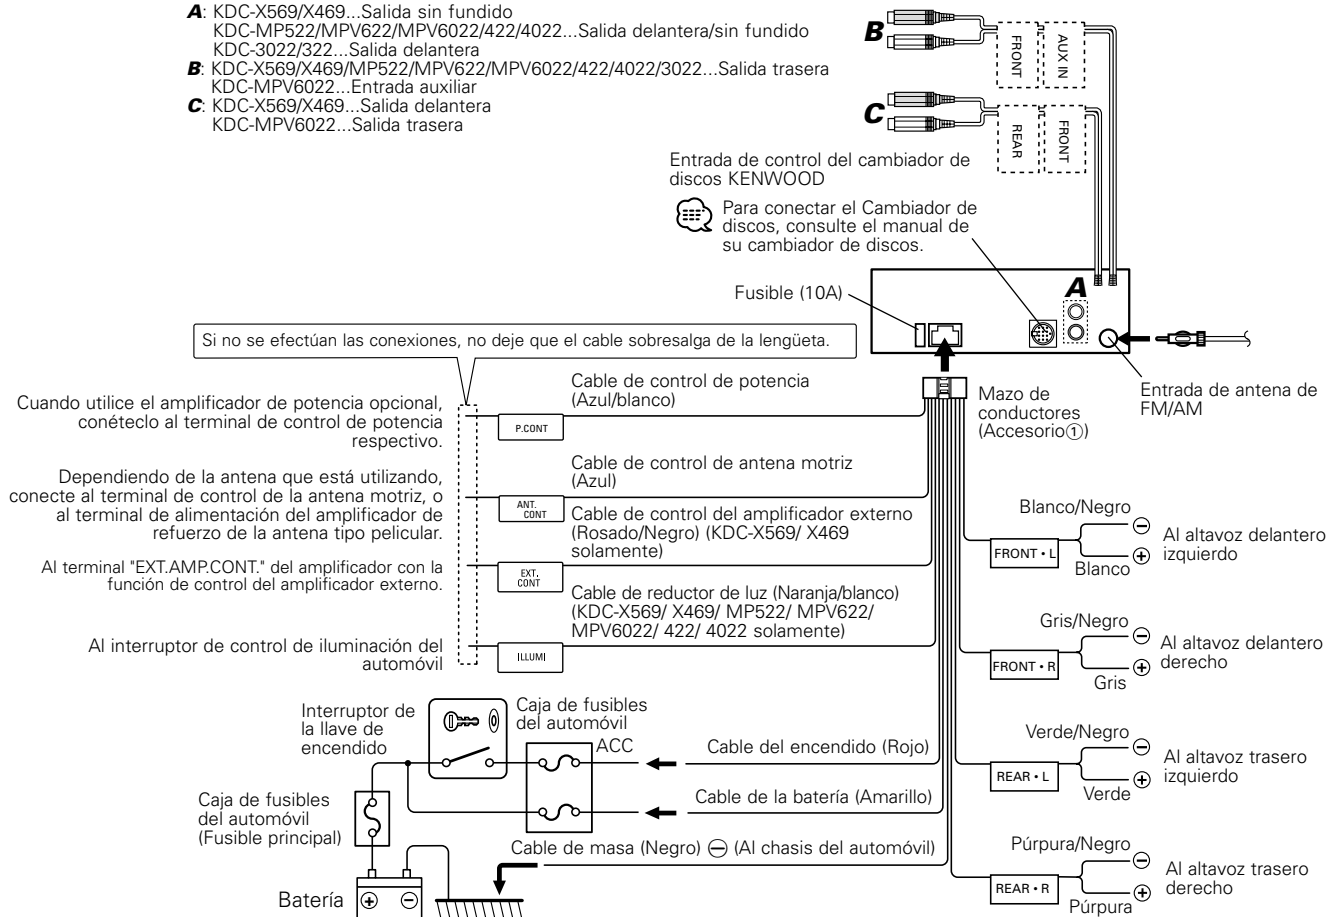 A: KDC-X569/X469...Salida sin fundido
KDC-MP522/MPV622/MPV6022/422/4022...Salida delantera/sin fundido
KDC-3022/322...Salida delantera
B: KDC-X569/X469/MP522/MPV622/MPV6022/422/4022/3022...Salida trasera
KDC-MPV6022...Entrada auxiliar
C: KDC-X569/X469...Salida delantera
KDC-MPV6022...Salida trasera
B
FRONT
AUX IN
C
REAR
FRONT
Entrada de control del cambiador de
discos KENWOOD
Para conectar el Cambiador de
discos, consulte el manual de
su cambiador de discos.
A
Fusible (10A)
Si no se efectúan las conexiones, no deje que el cable sobresalga de la lengüeta.
Entrada de antena de
FM/AM
Mazo de
conductores
(Accesorio①)
Cuando utilice el amplificador de potencia opcional,
conéteclo al terminal de control de potencia
respectivo.
P.CONT
Cable de control de potencia
(Azul/blanco)
Dependiendo de la antena que está utilizando,
conecte al terminal de control de la antena motriz, o
al terminal de alimentación del amplificador de
refuerzo de la antena tipo pelicular.
ANT.
CONT
Cable de control de antena motriz
(Azul)
Al terminal "EXT.AMP.CONT." del amplificador con la
función de control del amplificador externo.
EXT.
CONT
Cable de control del amplificador externo
(Rosado/Negro) (KDC-X569/ X469
solamente)
Al interruptor de control de iluminación del
automóvil
ILLUMI
Cable de reductor de luz (Naranja/blanco)
(KDC-X569/ X469/ MP522/ MPV622/
MPV6022/ 422/ 4022 solamente)
Blanco/Negro
⊖
FRONT • L
Blanco
⊕
Al altavoz delantero
izquierdo
Gris/Negro
⊖
FRONT • R
Gris
⊕
Al altavoz delantero
derecho
Verde/Negro
⊖
REAR • L
Verde
⊕
Al altavoz trasero
izquierdo
Púrpura/Negro
⊖
REAR • R
Púrpura
⊕
Al altavoz trasero
derecho
Interruptor de
la llave de
encendido
Caja de fusibles
del automóvil
ACC
Cable del encendido (Rojo)
Cable de la batería (Amarillo)
Caja de fusibles
del automóvil
(Fusible principal)
Cable de masa (Negro) ⊖ (Al chasis del automóvil)
Batería
⊕
⊖